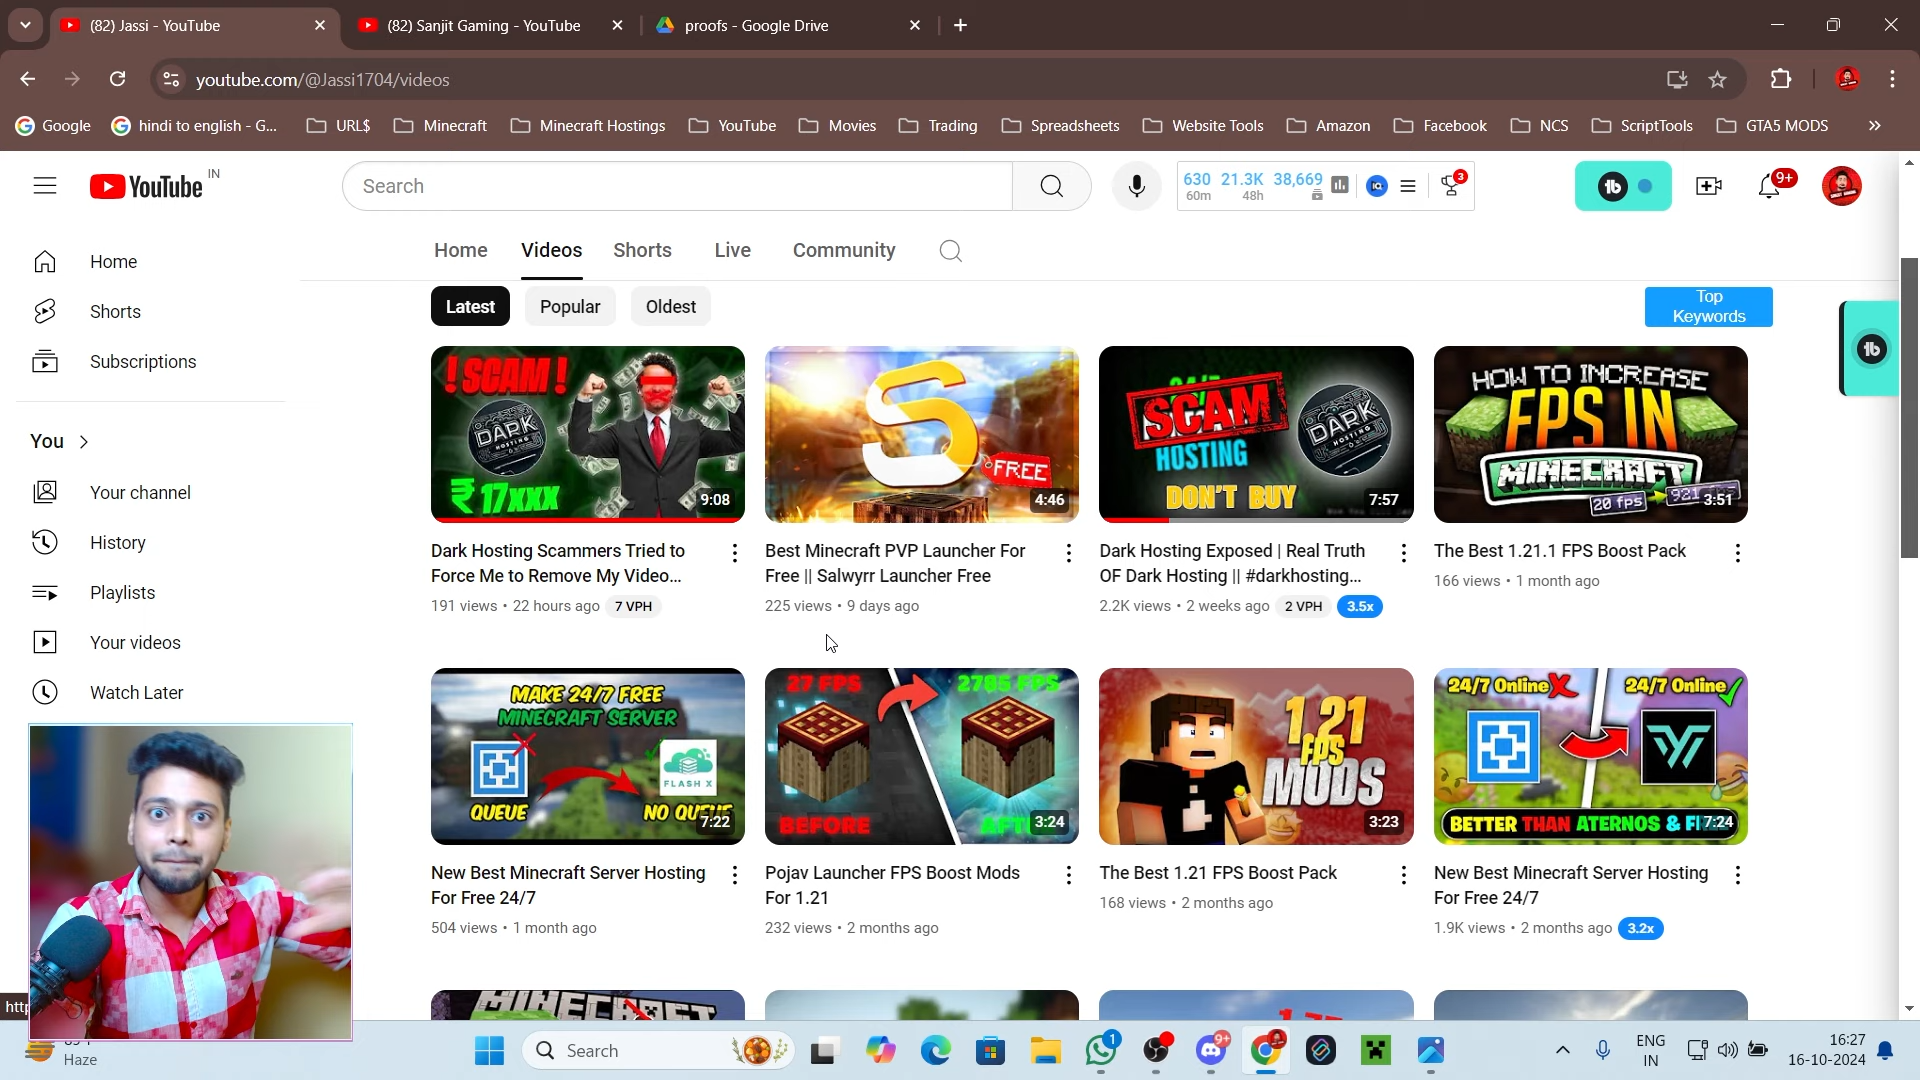 (82) Jassi - YouTube
(82) Sanjit Gaming - YouTube
proofs - Google Drive
youtube.com/@Jassi1704/videos
Google
hindi to english - G...
URL$
Minecraft
Minecraft Hostings
YouTube
Movies
Trading
Spreadsheets
Website Tools
Amazon
Facebook
NCS
ScriptTools
GTA5 MODS
YouTube IN
Search
630 21.3K 38,669
60m 48h
3
9+
Home
Shorts
Subscriptions
You
Your channel
History
Playlists
Your videos
Watch Later
Home Videos Shorts Live Community
Latest Popular Oldest
Top
Keywords
! SCAM !
DARK
HOSTING
₹ 17XXX
9:08
S
FREE
4:46
24/7
SCAM
HOSTING
DON'T BUY
DARK
HOSTING
7:57
HOW TO INCREASE
FPS IN
MINECRAFT
20 fps
921
3:51
Dark Hosting Scammers Tried to
Force Me to Remove My Video...
191 views • 22 hours ago 7 VPH
Best Minecraft PVP Launcher For
Free || Salwyrr Launcher Free
225 views • 9 days ago
Dark Hosting Exposed | Real Truth
OF Dark Hosting || #darkhosting...
2.2K views • 2 weeks ago 2 VPH 3.5x
The Best 1.21.1 FPS Boost Pack
166 views • 1 month ago
MAKE 24/7 FREE
MINECRAFT SERVER
FLASH X
QUEUE
NO QUEUE
7:22
27 FPS
2785 FPS
BEFORE
3:24
1.21
FPS
MODS
3:23
24/7 Online
24/7 Online
BETTER THAN ATERNOS &
7:24
New Best Minecraft Server Hosting
For Free 24/7
504 views • 1 month ago
Pojav Launcher FPS Boost Mods
For 1.21
232 views • 2 months ago
The Best 1.21 FPS Boost Pack
168 views • 2 months ago
New Best Minecraft Server Hosting
For Free 24/7
1.9K views • 2 months ago 3.2x
MINECRAFT
Haze
Search
1
9+
ENG
IN
16:27
16-10-2024